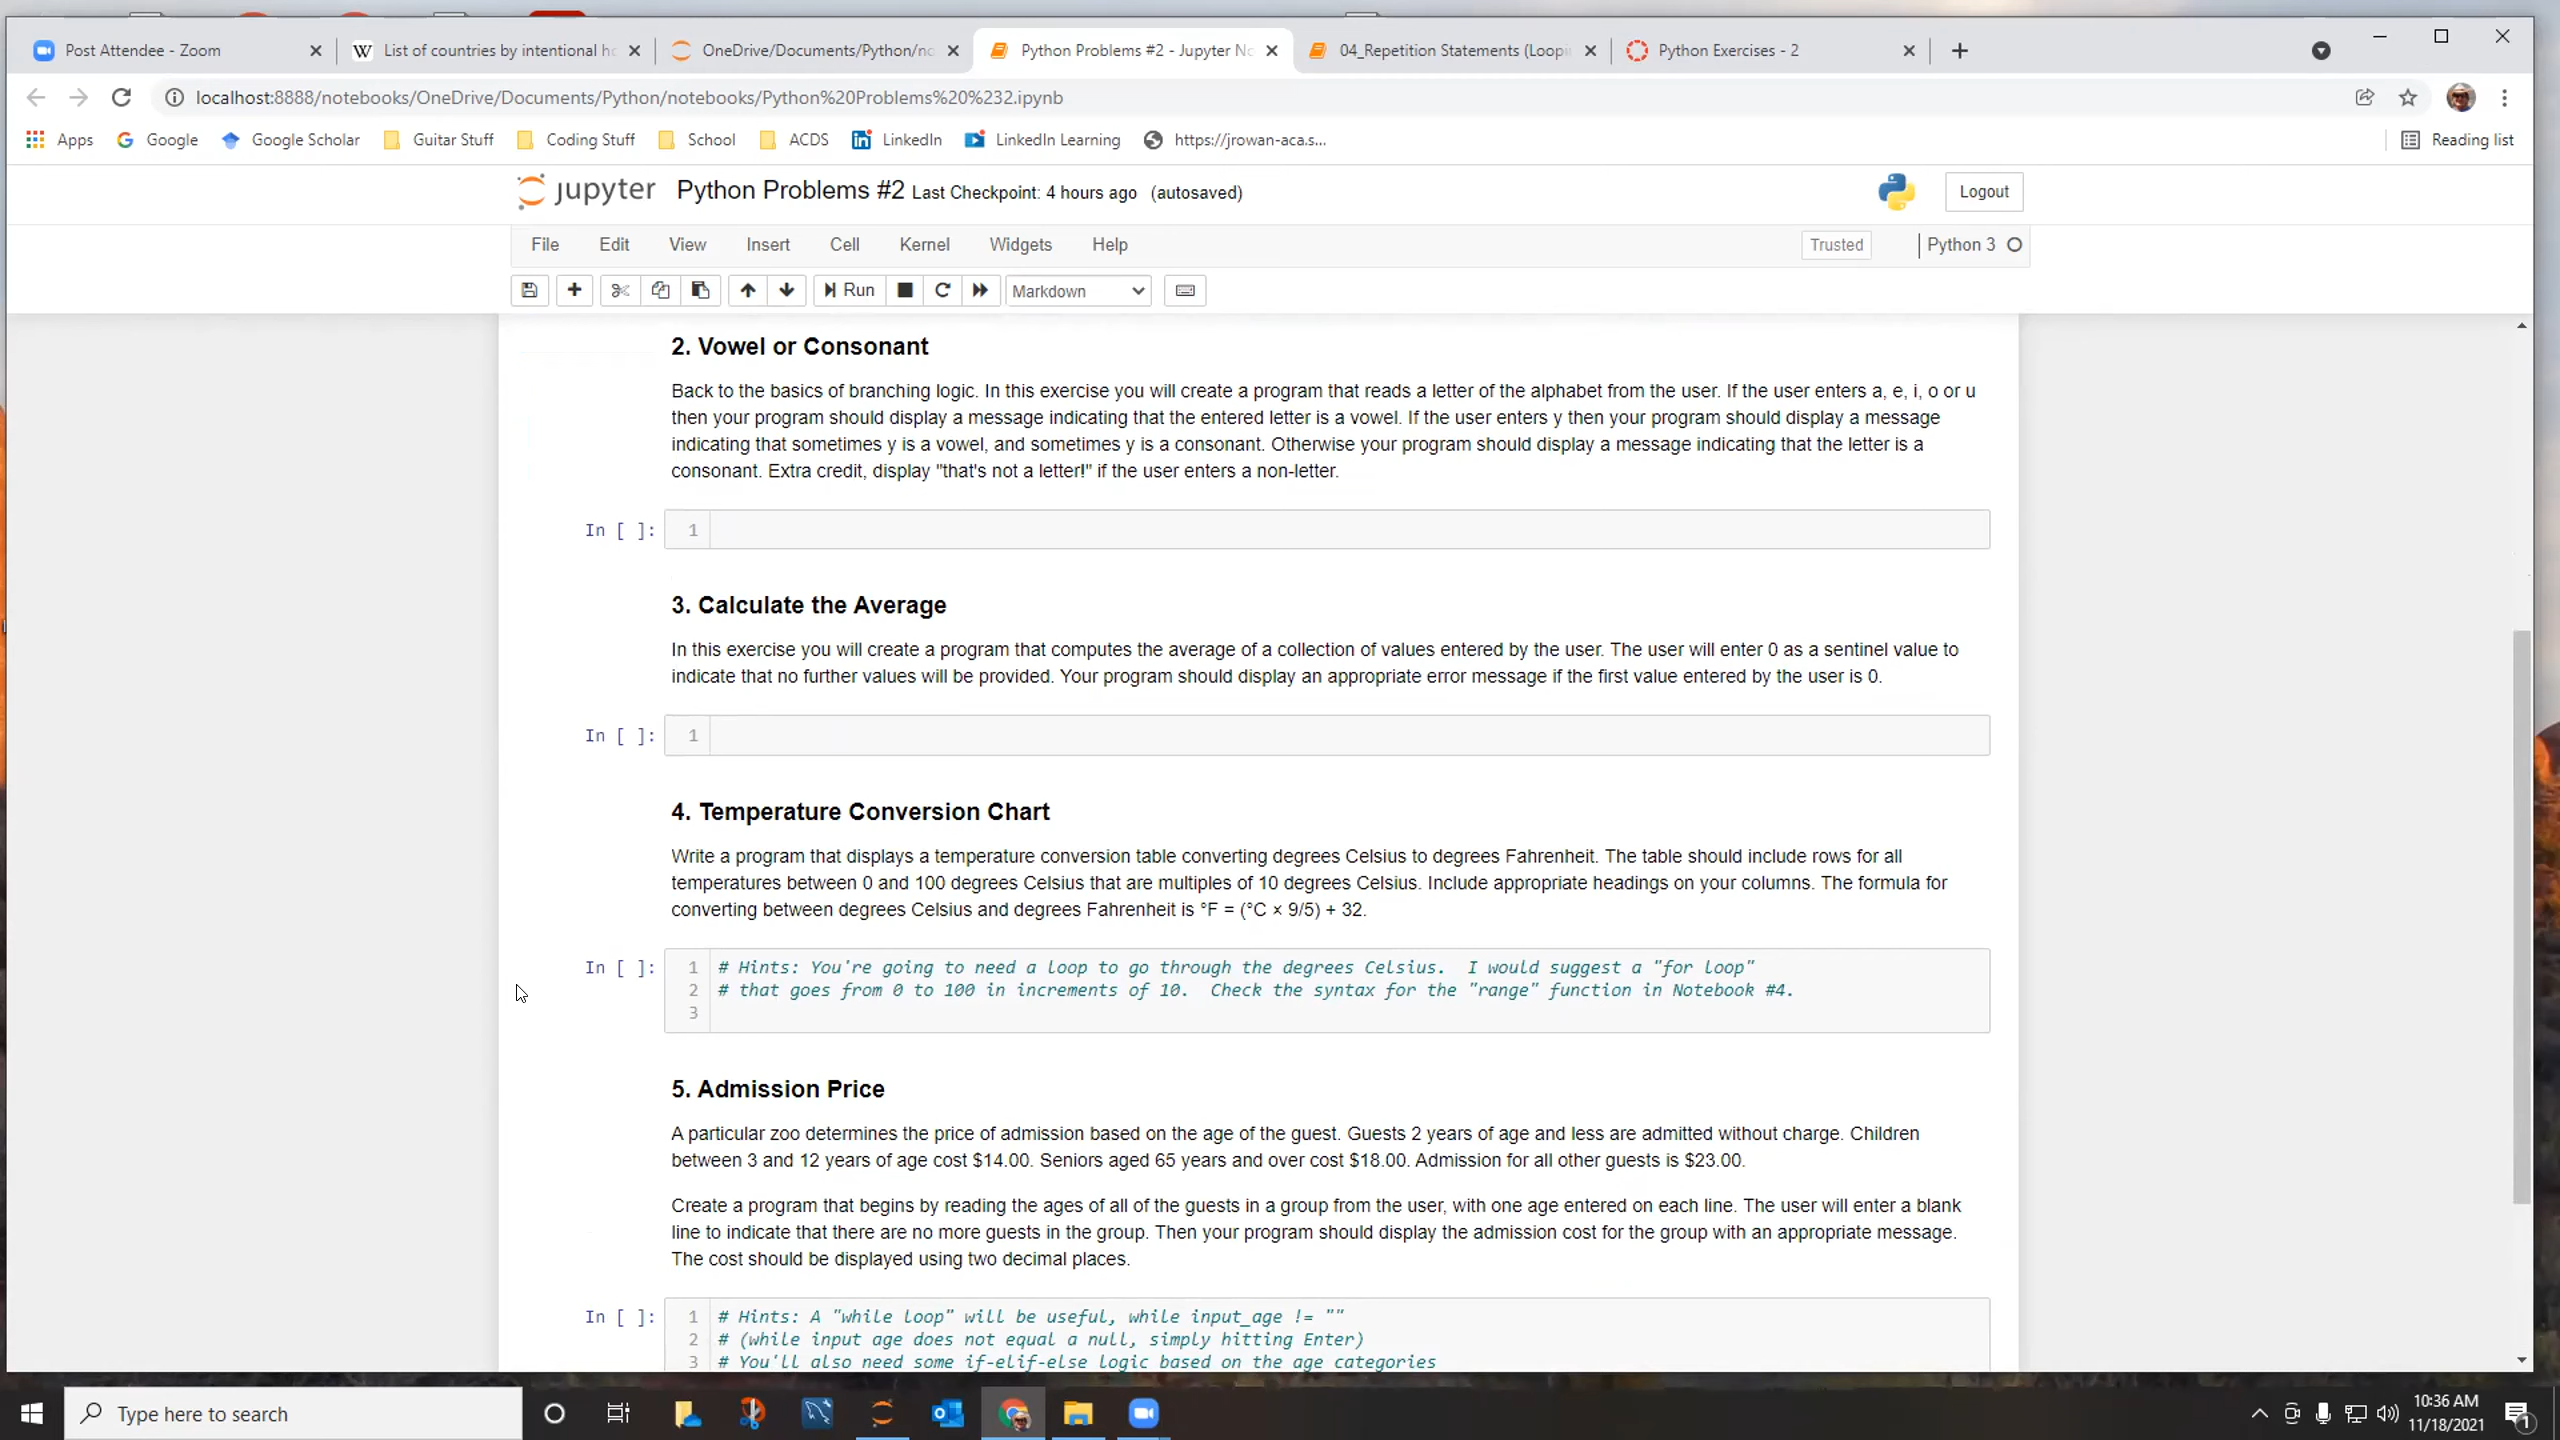 Post Attendee - Zoom
List of countries by intentional ho
OneDrive/Documents/Python/no
Python Problems #2 - Jupyter No
04_Repetition Statements (Loopi
Python Exercises - 2
localhost:8888/notebooks/OneDrive/Documents/Python/notebooks/Python%20Problems%20%232.ipynb
Apps
Google
Google Scholar
Guitar Stuff
Coding Stuff
School
ACDS
LinkedIn
LinkedIn Learning
https://jrowan-aca.s...
Reading list
jupyter
Python Problems #2 Last Checkpoint: 4 hours ago (autosaved)
Logout
File Edit View Insert Cell Kernel Widgets Help
Trusted
Python 3
Run
Markdown
2. Vowel or Consonant
Back to the basics of branching logic. In this exercise you will create a program that reads a letter of the alphabet from the user. If the user enters a, e, i, o or u
then your program should display a message indicating that the entered letter is a vowel. If the user enters y then your program should display a message
indicating that sometimes y is a vowel, and sometimes y is a consonant. Otherwise your program should display a message indicating that the letter is a
consonant. Extra credit, display "that's not a letter!" if the user enters a non-letter.
In [ ]: 1
3. Calculate the Average
In this exercise you will create a program that computes the average of a collection of values entered by the user. The user will enter 0 as a sentinel value to
indicate that no further values will be provided. Your program should display an appropriate error message if the first value entered by the user is 0.
In [ ]: 1
4. Temperature Conversion Chart
Write a program that displays a temperature conversion table converting degrees Celsius to degrees Fahrenheit. The table should include rows for all
temperatures between 0 and 100 degrees Celsius that are multiples of 10 degrees Celsius. Include appropriate headings on your columns. The formula for
converting between degrees Celsius and degrees Fahrenheit is °F = (°C × 9/5) + 32.
In [ ]: 1 # Hints: You're going to need a loop to go through the degrees Celsius. I would suggest a "for loop"
2 # that goes from 0 to 100 in increments of 10. Check the syntax for the "range" function in Notebook #4.
3
5. Admission Price
A particular zoo determines the price of admission based on the age of the guest. Guests 2 years of age and less are admitted without charge. Children
between 3 and 12 years of age cost $14.00. Seniors aged 65 years and over cost $18.00. Admission for all other guests is $23.00.
Create a program that begins by reading the ages of all of the guests in a group from the user, with one age entered on each line. The user will enter a blank
line to indicate that there are no more guests in the group. Then your program should display the admission cost for the group with an appropriate message.
The cost should be displayed using two decimal places.
In [ ]: 1 # Hints: A "while loop" will be useful, while input_age != ""
2 # (while input age does not equal a null, simply hitting Enter)
3 # You'll also need some if-elif-else logic based on the age categories
Type here to search
10:36 AM
11/18/2021
1